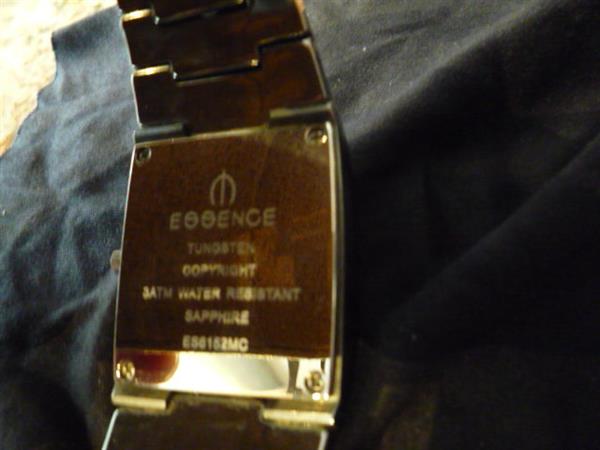 ESSENCE
TUNGSTEN
COPYRIGHT
3ATM WATER RESISTANT
SAPPHIRE
ES6152MC